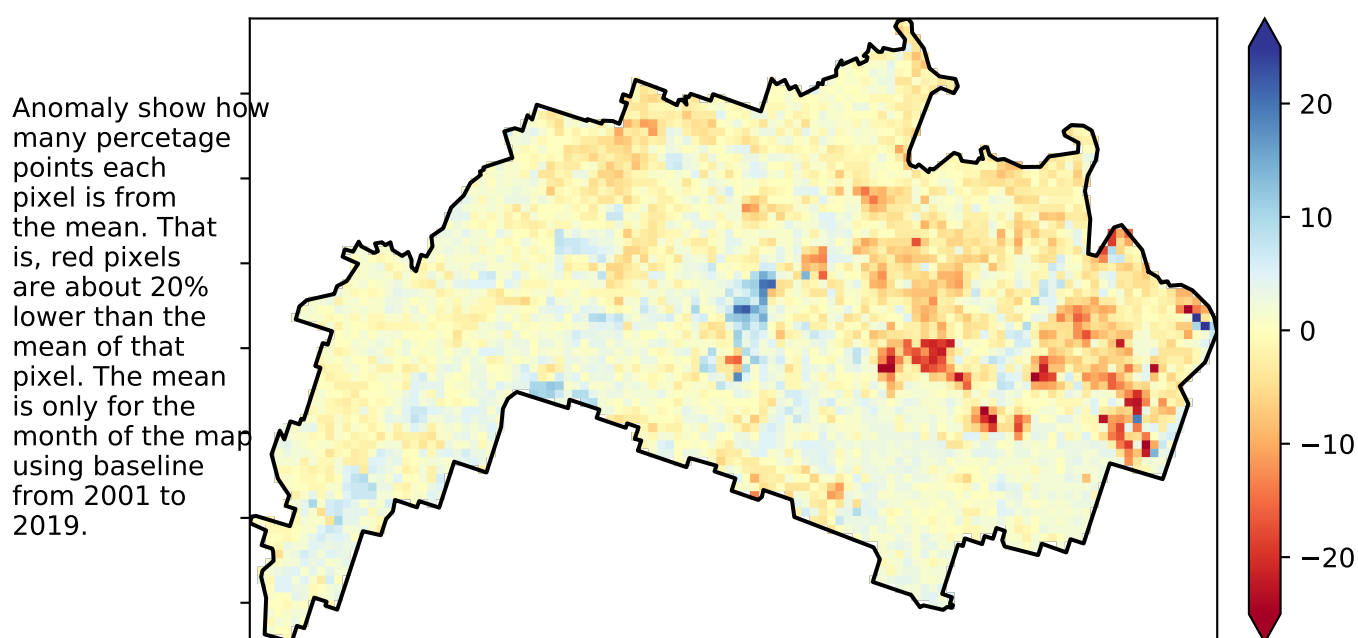 Anomaly show how
many percetage
points each
pixel is from
the mean. That
is, red pixels
are about 20%
lower than the
mean of that
pixel. The mean
is only for the
month of the map
using baseline
from 2001 to
2019.
20
10
0
−10
−20